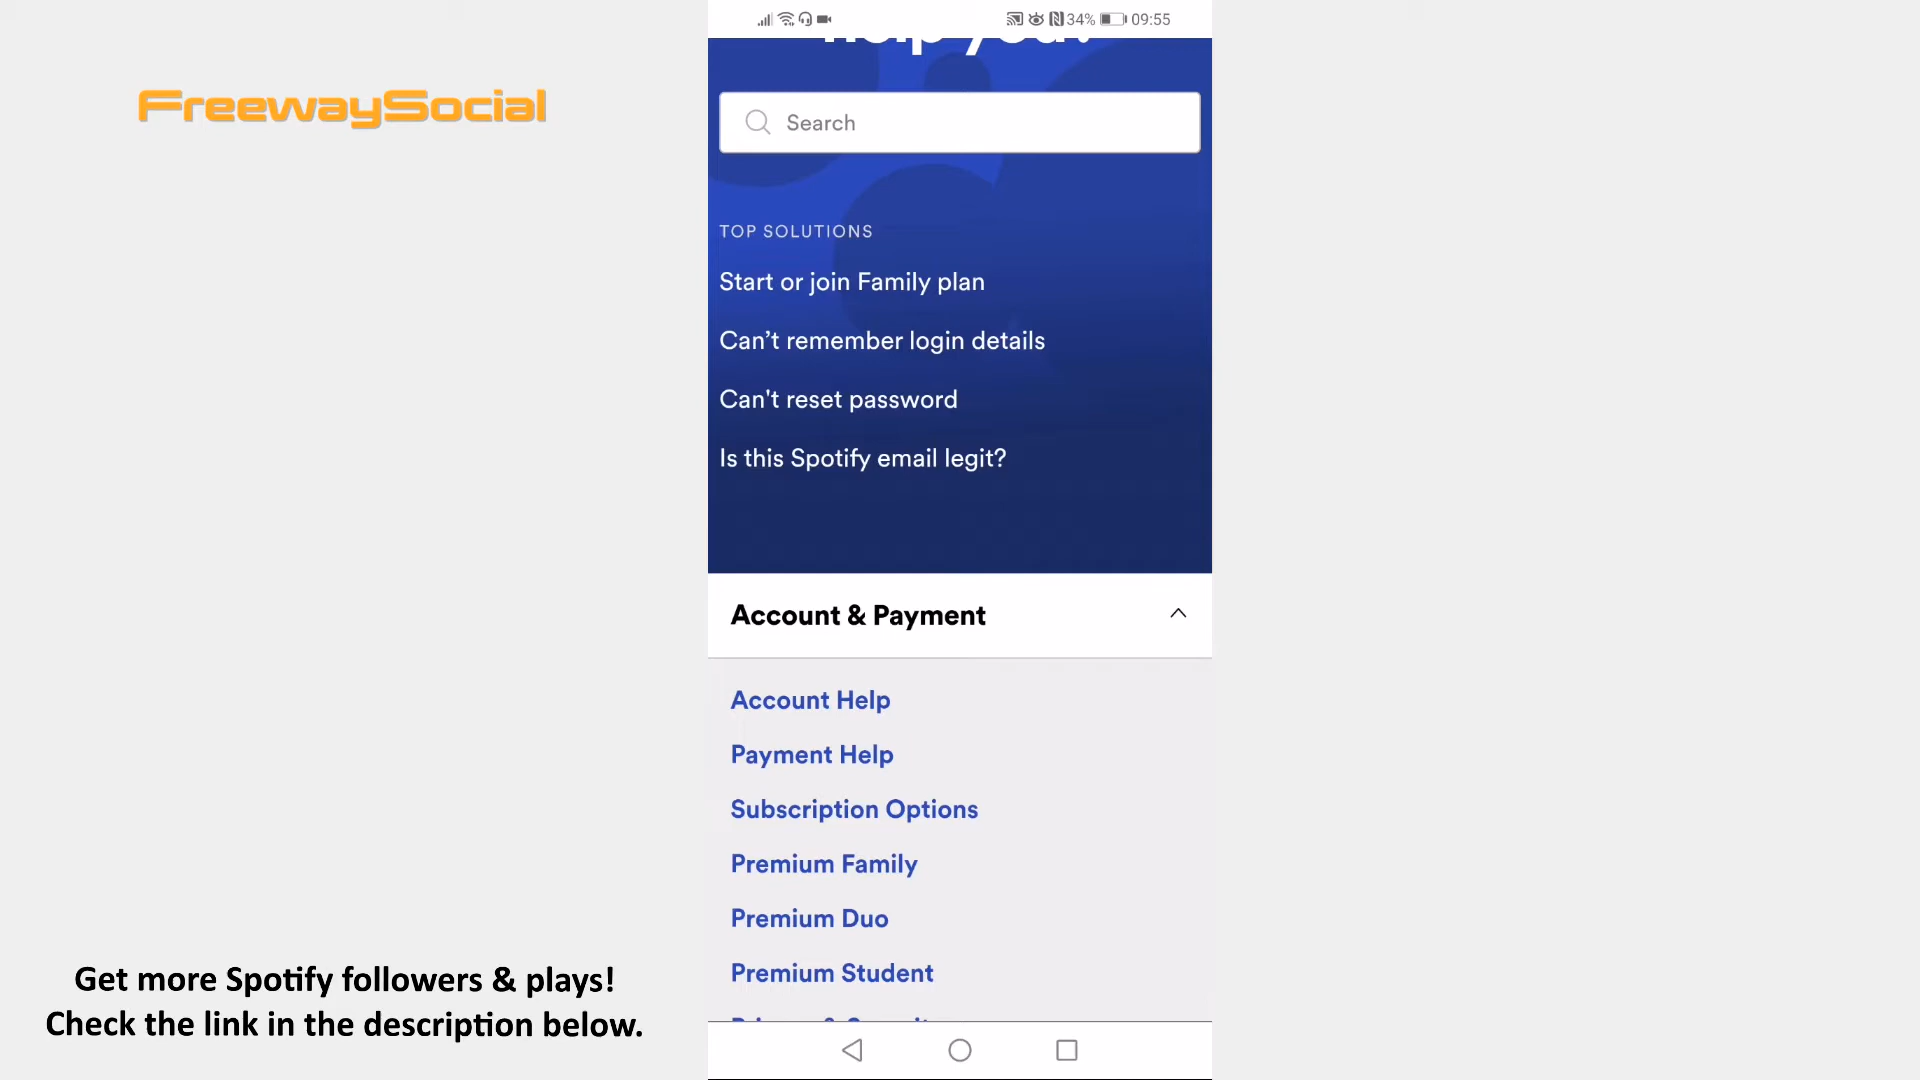 34% 09:55
help you?
FreewaySocial
Search
TOP SOLUTIONS
Start or join Family plan
Can’t remember login details
Can't reset password
Is this Spotify email legit?
Account & Payment
Account Help
Payment Help
Subscription Options
Premium Family
Premium Duo
Premium Student
Get more Spotify followers & plays!
Check the link in the description below.